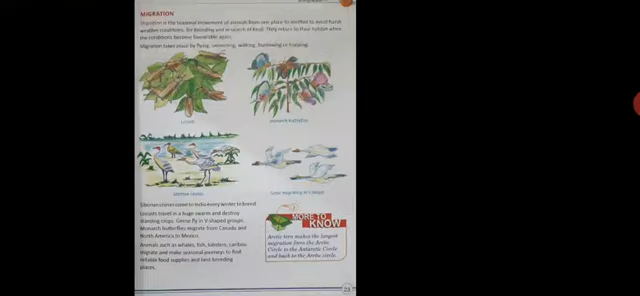 MIGRATION
Migration is the seasonal movement of animals from one place to another to avoid harsh
weather conditions, for breeding and in search of food. They return to their habitat when
the conditions become favourable again.
Migration takes place by flying, swimming, walking, burrowing or hopping.
Locusts
Monarch butterflies
Siberian cranes
Geese migrating in V-shape
Siberian cranes come to India every winter to breed.
Locusts travel in a huge swarm and destroy
standing crops. Geese fly in V-shaped groups.
Monarch butterflies migrate from Canada and
North America to Mexico.
Animals such as whales, fish, lobsters, caribou
migrate and make seasonal journeys to find
reliable food supplies and best breeding
places.
MORE TO
KNOW
Arctic tern makes the longest
migration from the Arctic
Circle to the Antarctic Circle
and back to the Arctic circle.